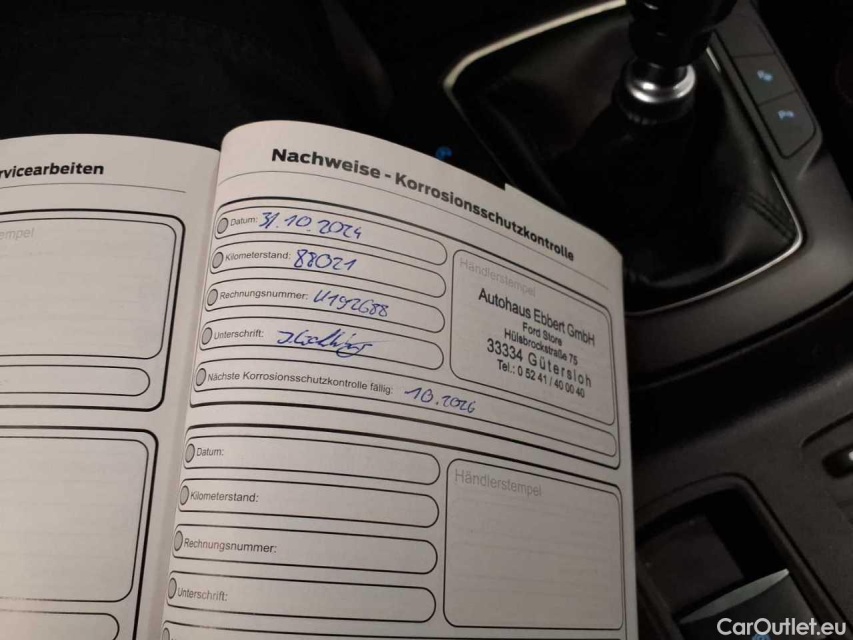 rvicearbeiten
empel
Nachweise - Korrosionsschutzkontrolle
Datum: 31.10.2024
Kilometerstand: 88021
Rechnungsnummer: U192688
Unterschrift:
Nächste Korrosionsschutzkontrolle fällig: 10.2026
Händlerstempel
Autohaus Ebbert GmbH
Ford Store
Hülsbrockstraße 75
33334 Gütersloh
Tel.: 0 52 41 / 40 00 40
Datum:
Kilometerstand:
Rechnungsnummer:
Unterschrift:
Händlerstempel
CarOutlet.eu